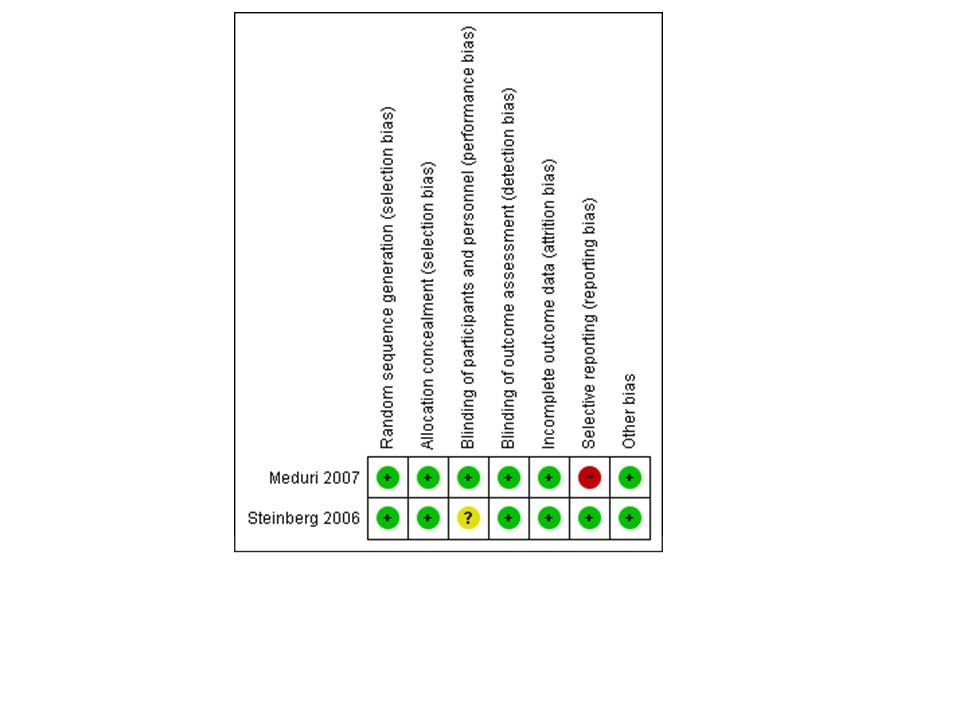 Random sequence generation (selection bias)
Allocation concealment (selection bias)
Blinding of participants and personnel (performance bias)
Blinding of outcome assessment (detection bias)
Incomplete outcome data (attrition bias)
Selective reporting (reporting bias)
Other bias
Meduri 2007 + + + + + - +
Steinberg 2006 + + ? + + + +